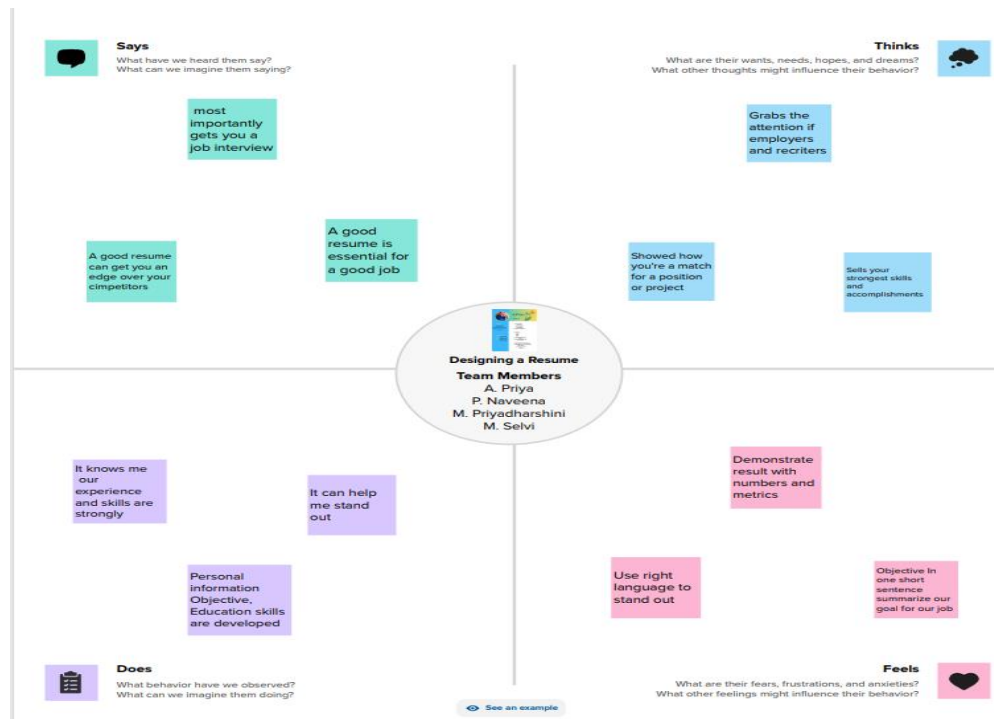 Says
What have we heard them say?
What can we imagine them saying?
most
importantly
gets you a
job interview
A good resume
can get you an
edge over your
cimpetitors
A good
resume is
essential for
a good job
Thinks
What are their wants, needs, hopes, and dreams?
What other thoughts might influence their behavior?
Grabs the
attention if
employers
and recriters
Showed how
you're a match
for a position
or project
Sells your
strongest skills
and
accomplishments
Designing a Resume
Team Members
A. Priya
P. Naveena
M. Priyadharshini
M. Selvi
It knows me
our
experience
and skills are
strongly
It can help
me stand
out
Personal
information
Objective,
Education skills
are developed
Does
What behavior have we observed?
What can we imagine them doing?
Demonstrate
result with
numbers and
metrics
Use right
language to
stand out
Objective In
one short
sentence
summarize our
goal for our job
Feels
What are their fears, frustrations, and anxieties?
What other feelings might influence their behavior?
See an example